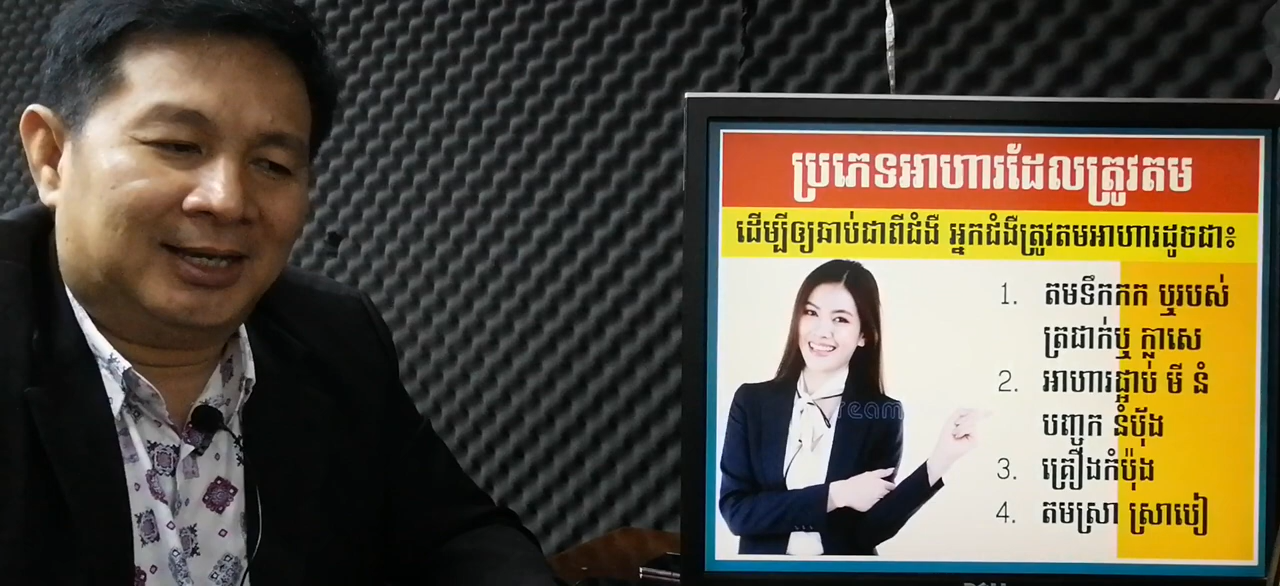 ប្រភេទអាហារដែលត្រូវតម
ដើម្បីឲ្យឆាប់ជាពីជំងឺ អ្នកជំងឺត្រូវតមអាហារដូចជា៖
1. តមទឹកកក ឬរបស់
ត្រជាក់ឬ ក្លាសេ
2. អាហារផ្អាប់ មី នំ
បញ្ចុក នំប៉័ង
3. គ្រឿងកំប៉ុង
4. តមស្រា ស្រាបៀ
ream